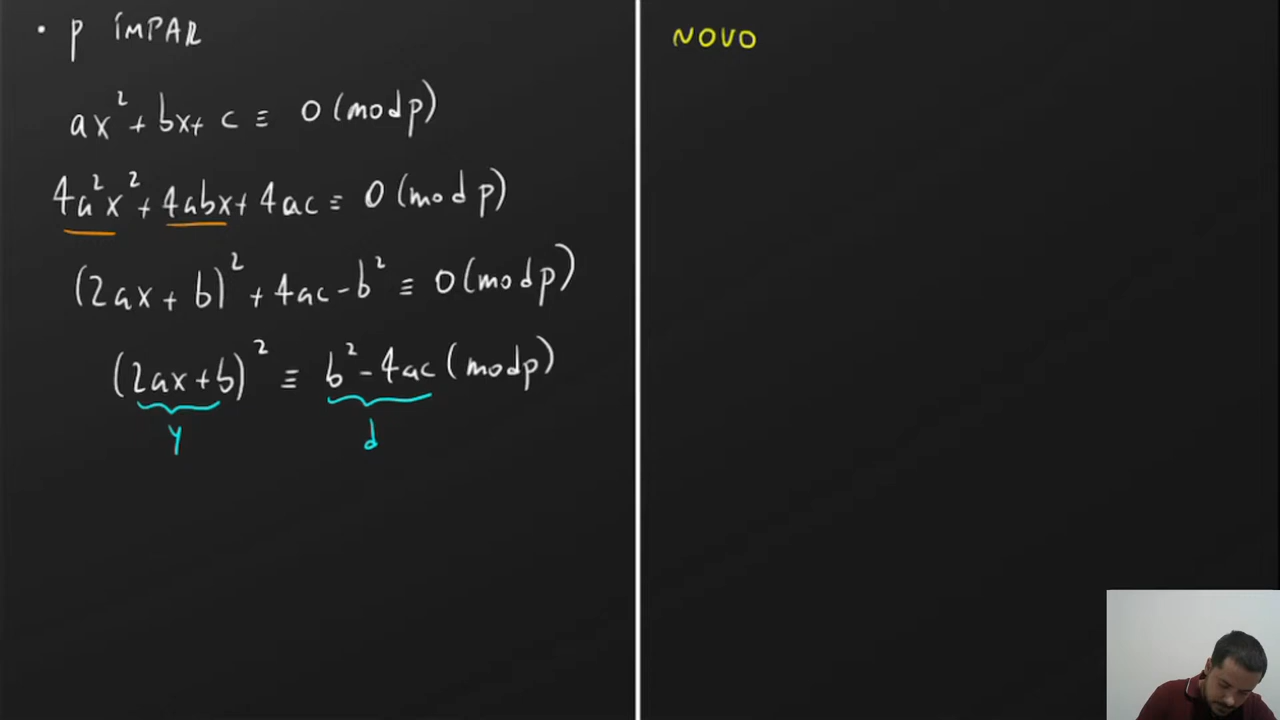 • p ÍMPAR
ax² + bx + c ≡ 0 (mod p)
4a²x² + 4abx + 4ac ≡ 0 (mod p)
(2ax + b)² + 4ac - b² ≡ 0 (mod p)
(2ax + b)² ≡ b² - 4ac (mod p)
y d
NOVO